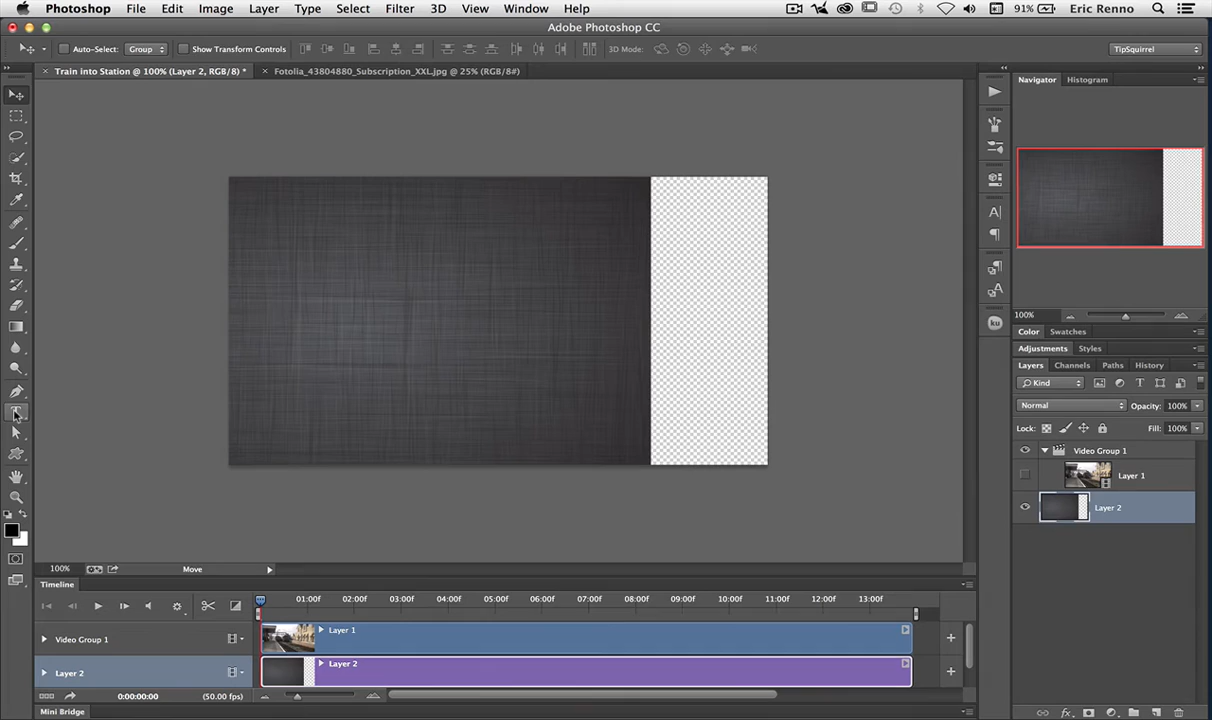 Photoshop File Edit Image Layer Type Select Filter 3D View Window Help 91% Eric Renno
Adobe Photoshop CC
Auto-Select: Group Show Transform Controls 3D Mode: TipSquirrel
Train into Station @ 100% (Layer 2, RGB/8) * Fotolia_43804880_Subscription_XXL.jpg @ 25% (RGB/8#)
Navigator Histogram
100%
Color Swatches
Adjustments Styles
Layers Channels Paths History
Kind
Normal Opacity: 100%
Lock: Fill: 100%
Video Group 1
Layer 1
Layer 2
100% Move
Timeline
01:00f 02:00f 03:00f 04:00f 05:00f 06:00f 07:00f 08:00f 09:00f 10:00f 11:00f 12:00f 13:00f
Video Group 1 Layer 1
Layer 2 Layer 2
0:00:00:00 (50.00 fps)
Mini Bridge